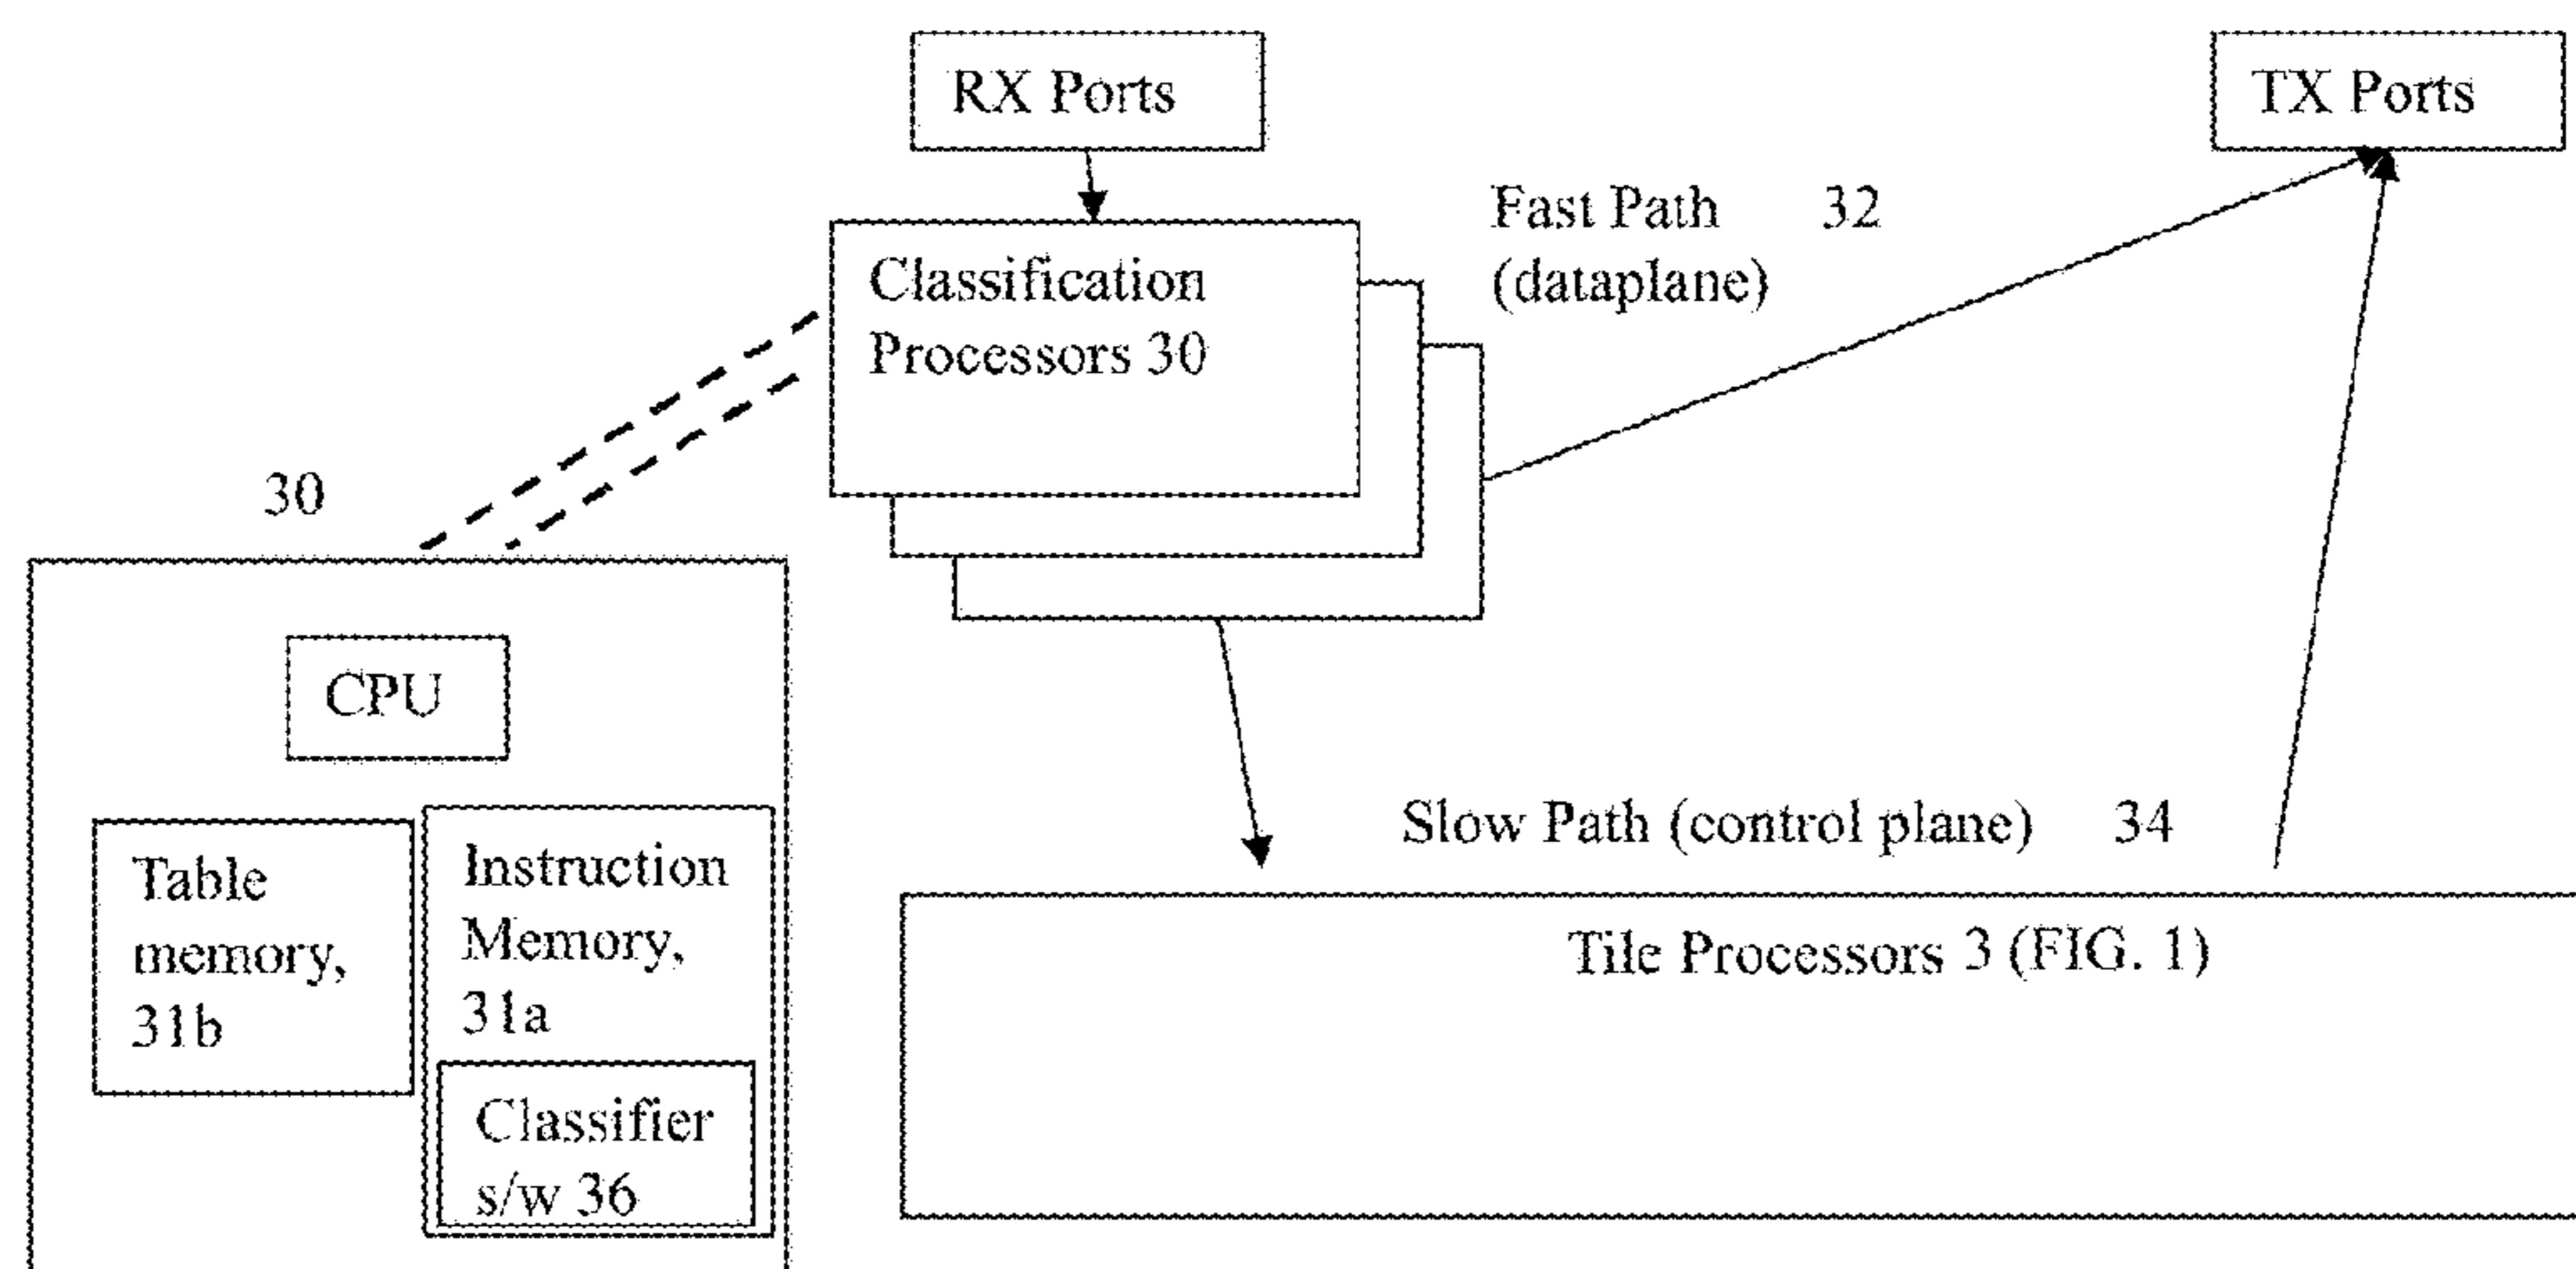 RX Ports
TX Ports
Fast Path 32
(dataplane)
Classification
Processors 30
30
CPU
Table
memory,
31b
Instruction
Memory,
31a
Classifier
s/w 36
Slow Path (control plane) 34
Tile Processors 3 (FIG. 1)